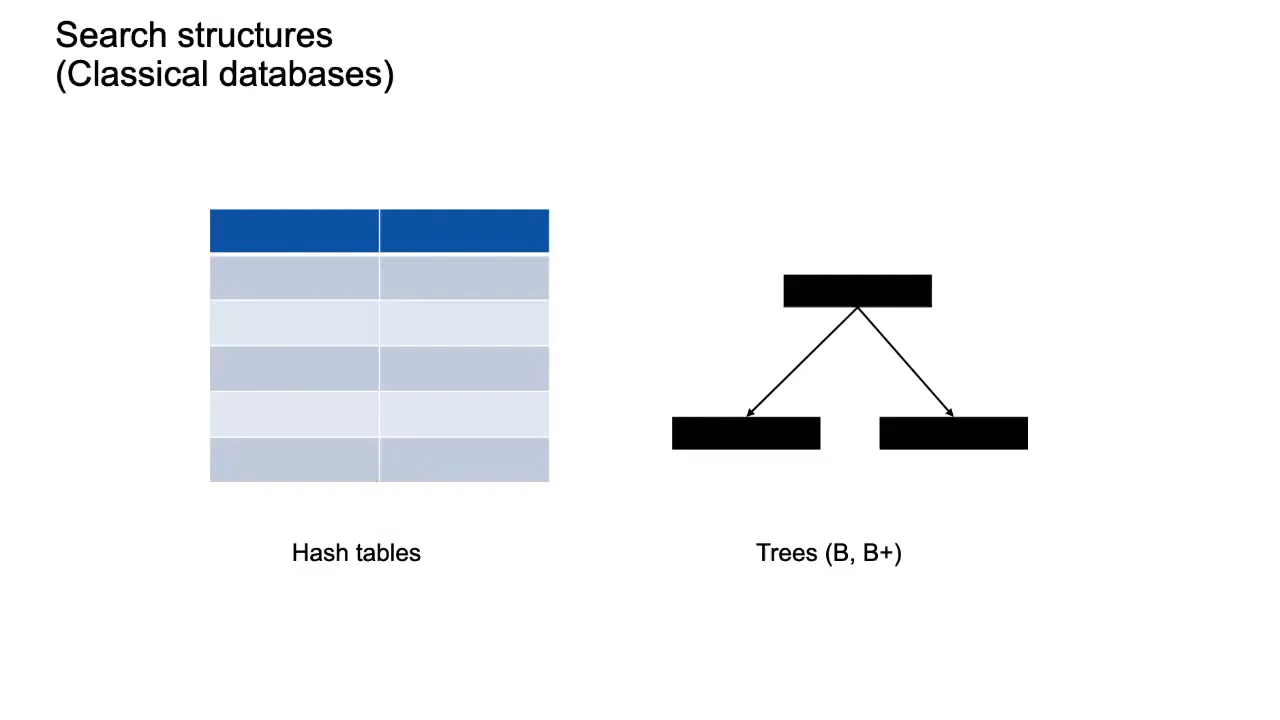 Search structures
(Classical databases)
Hash tables
Trees (B, B+)